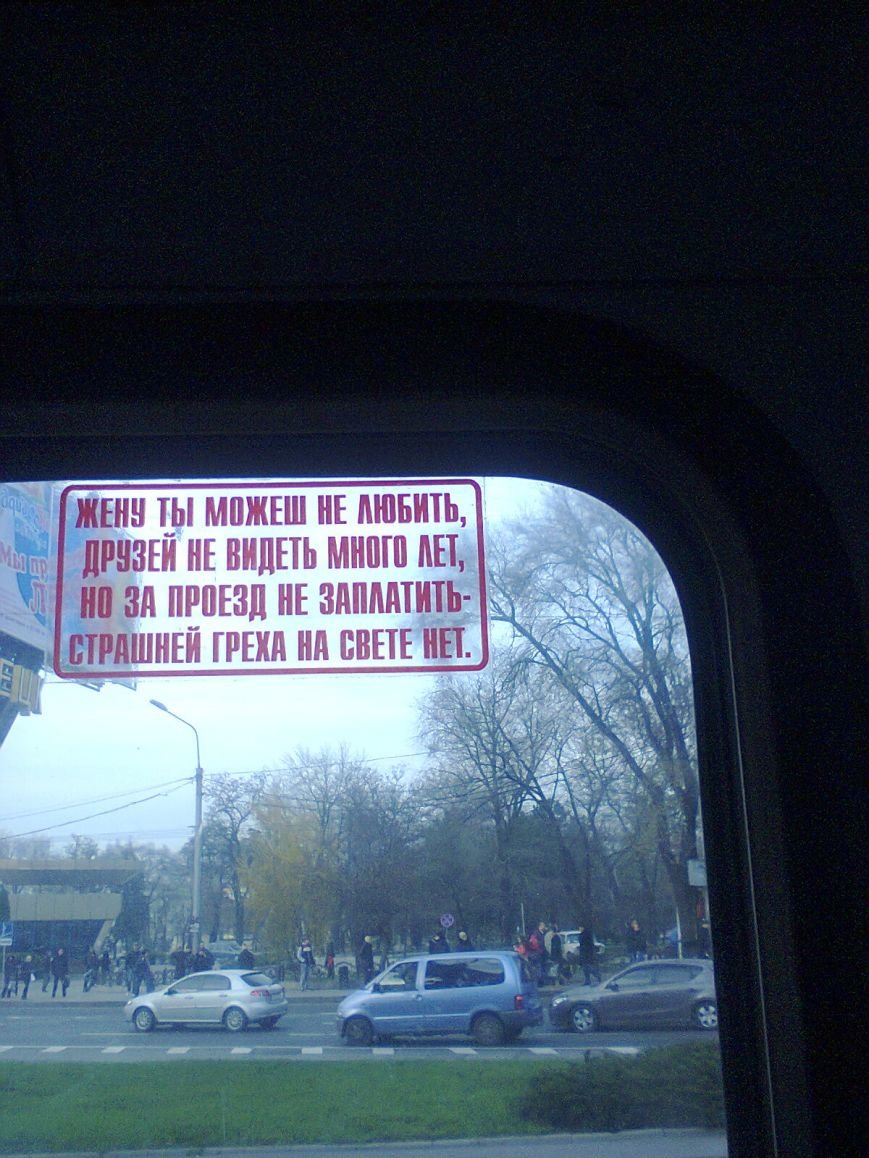 ЖЕНУ ТЫ МОЖЕШ НЕ ЛЮБИТЬ,
ДРУЗЕЙ НЕ ВИДЕТЬ МНОГО ЛЕТ,
НО ЗА ПРОЕЗД НЕ ЗАПЛАТИТЬ-
СТРАШНЕЙ ГРЕХА НА СВЕТЕ НЕТ.